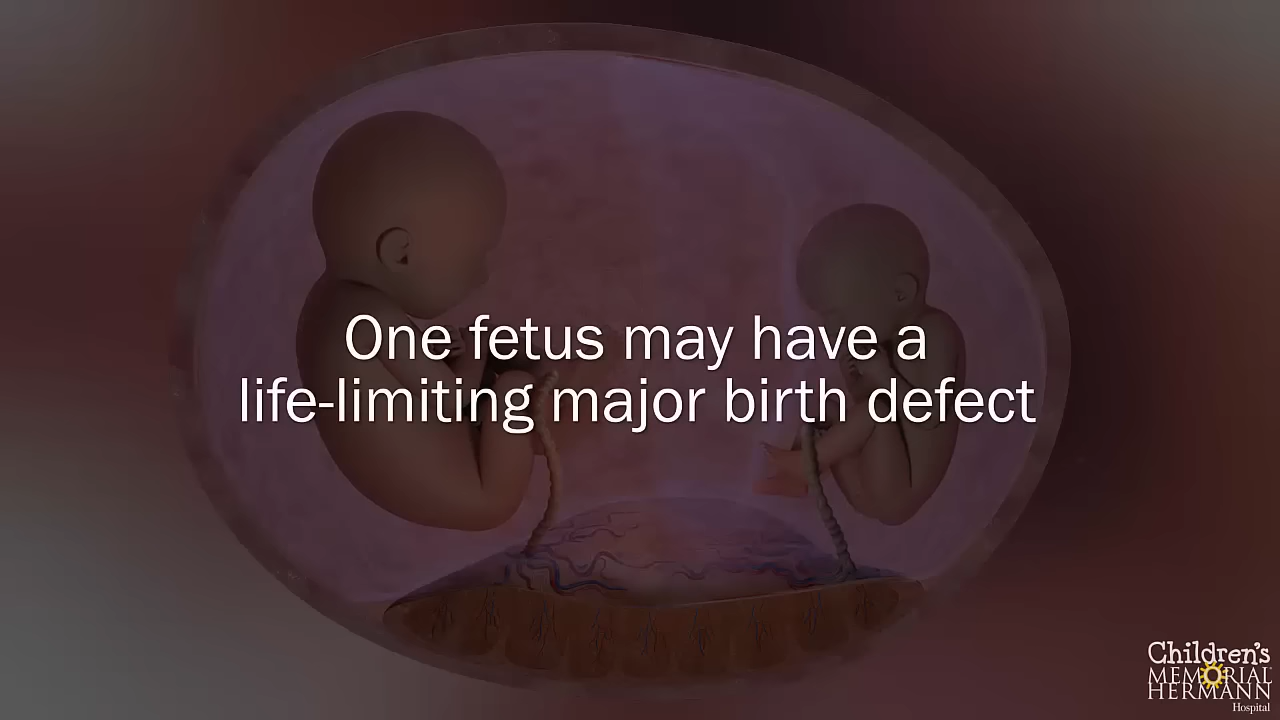 One fetus may have a
life-limiting major birth defect
Children's
MEMORIAL
HERMANN
Hospital